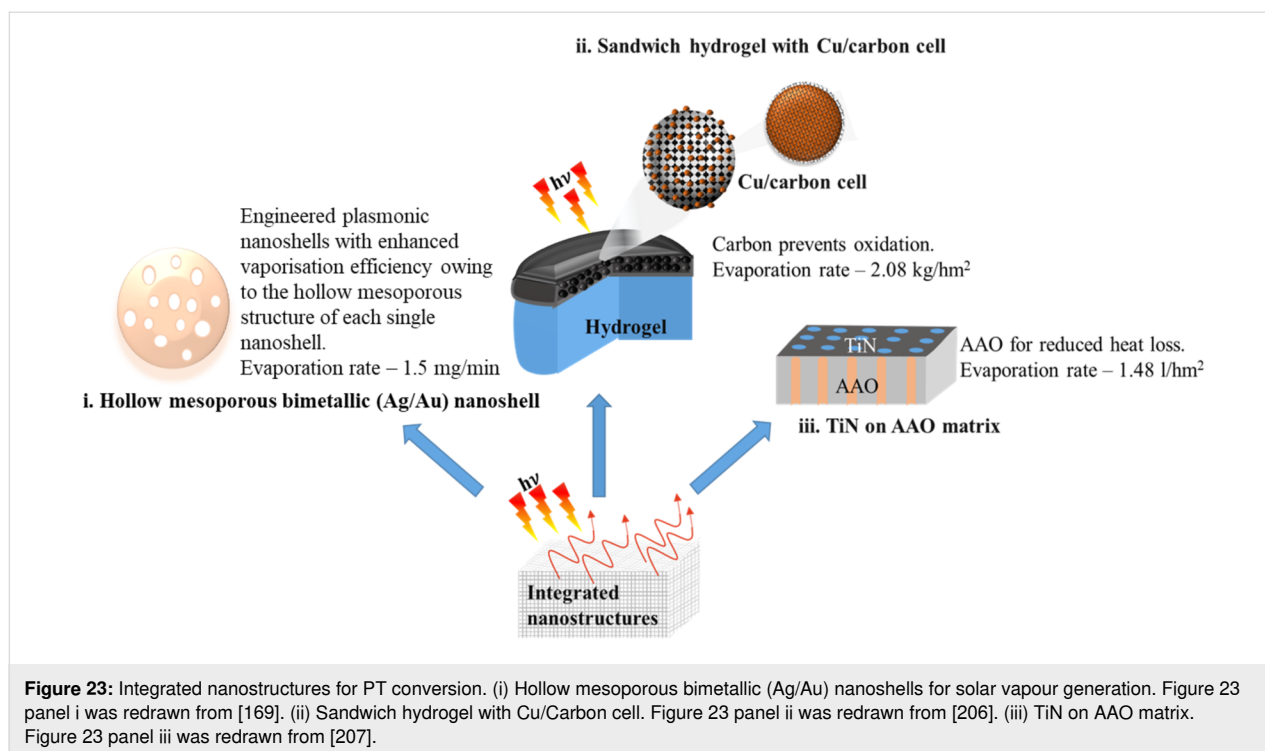 ii. Sandwich hydrogel with Cu/carbon cell
Cu/carbon cell
hν
Carbon prevents oxidation.
Evaporation rate – 2.08 kg/hm²
Hydrogel
Engineered plasmonic
nanoshells with enhanced
vaporisation efficiency owing
to the hollow mesoporous
structure of each single
nanoshell.
Evaporation rate – 1.5 mg/min
i. Hollow mesoporous bimetallic (Ag/Au) nanoshell
TiN
AAO
AAO for reduced heat loss.
Evaporation rate – 1.48 l/hm²
iii. TiN on AAO matrix
hν
Integrated
nanostructures
Figure 23: Integrated nanostructures for PT conversion. (i) Hollow mesoporous bimetallic (Ag/Au) nanoshells for solar vapour generation. Figure 23
panel i was redrawn from [169]. (ii) Sandwich hydrogel with Cu/Carbon cell. Figure 23 panel ii was redrawn from [206]. (iii) TiN on AAO matrix.
Figure 23 panel iii was redrawn from [207].